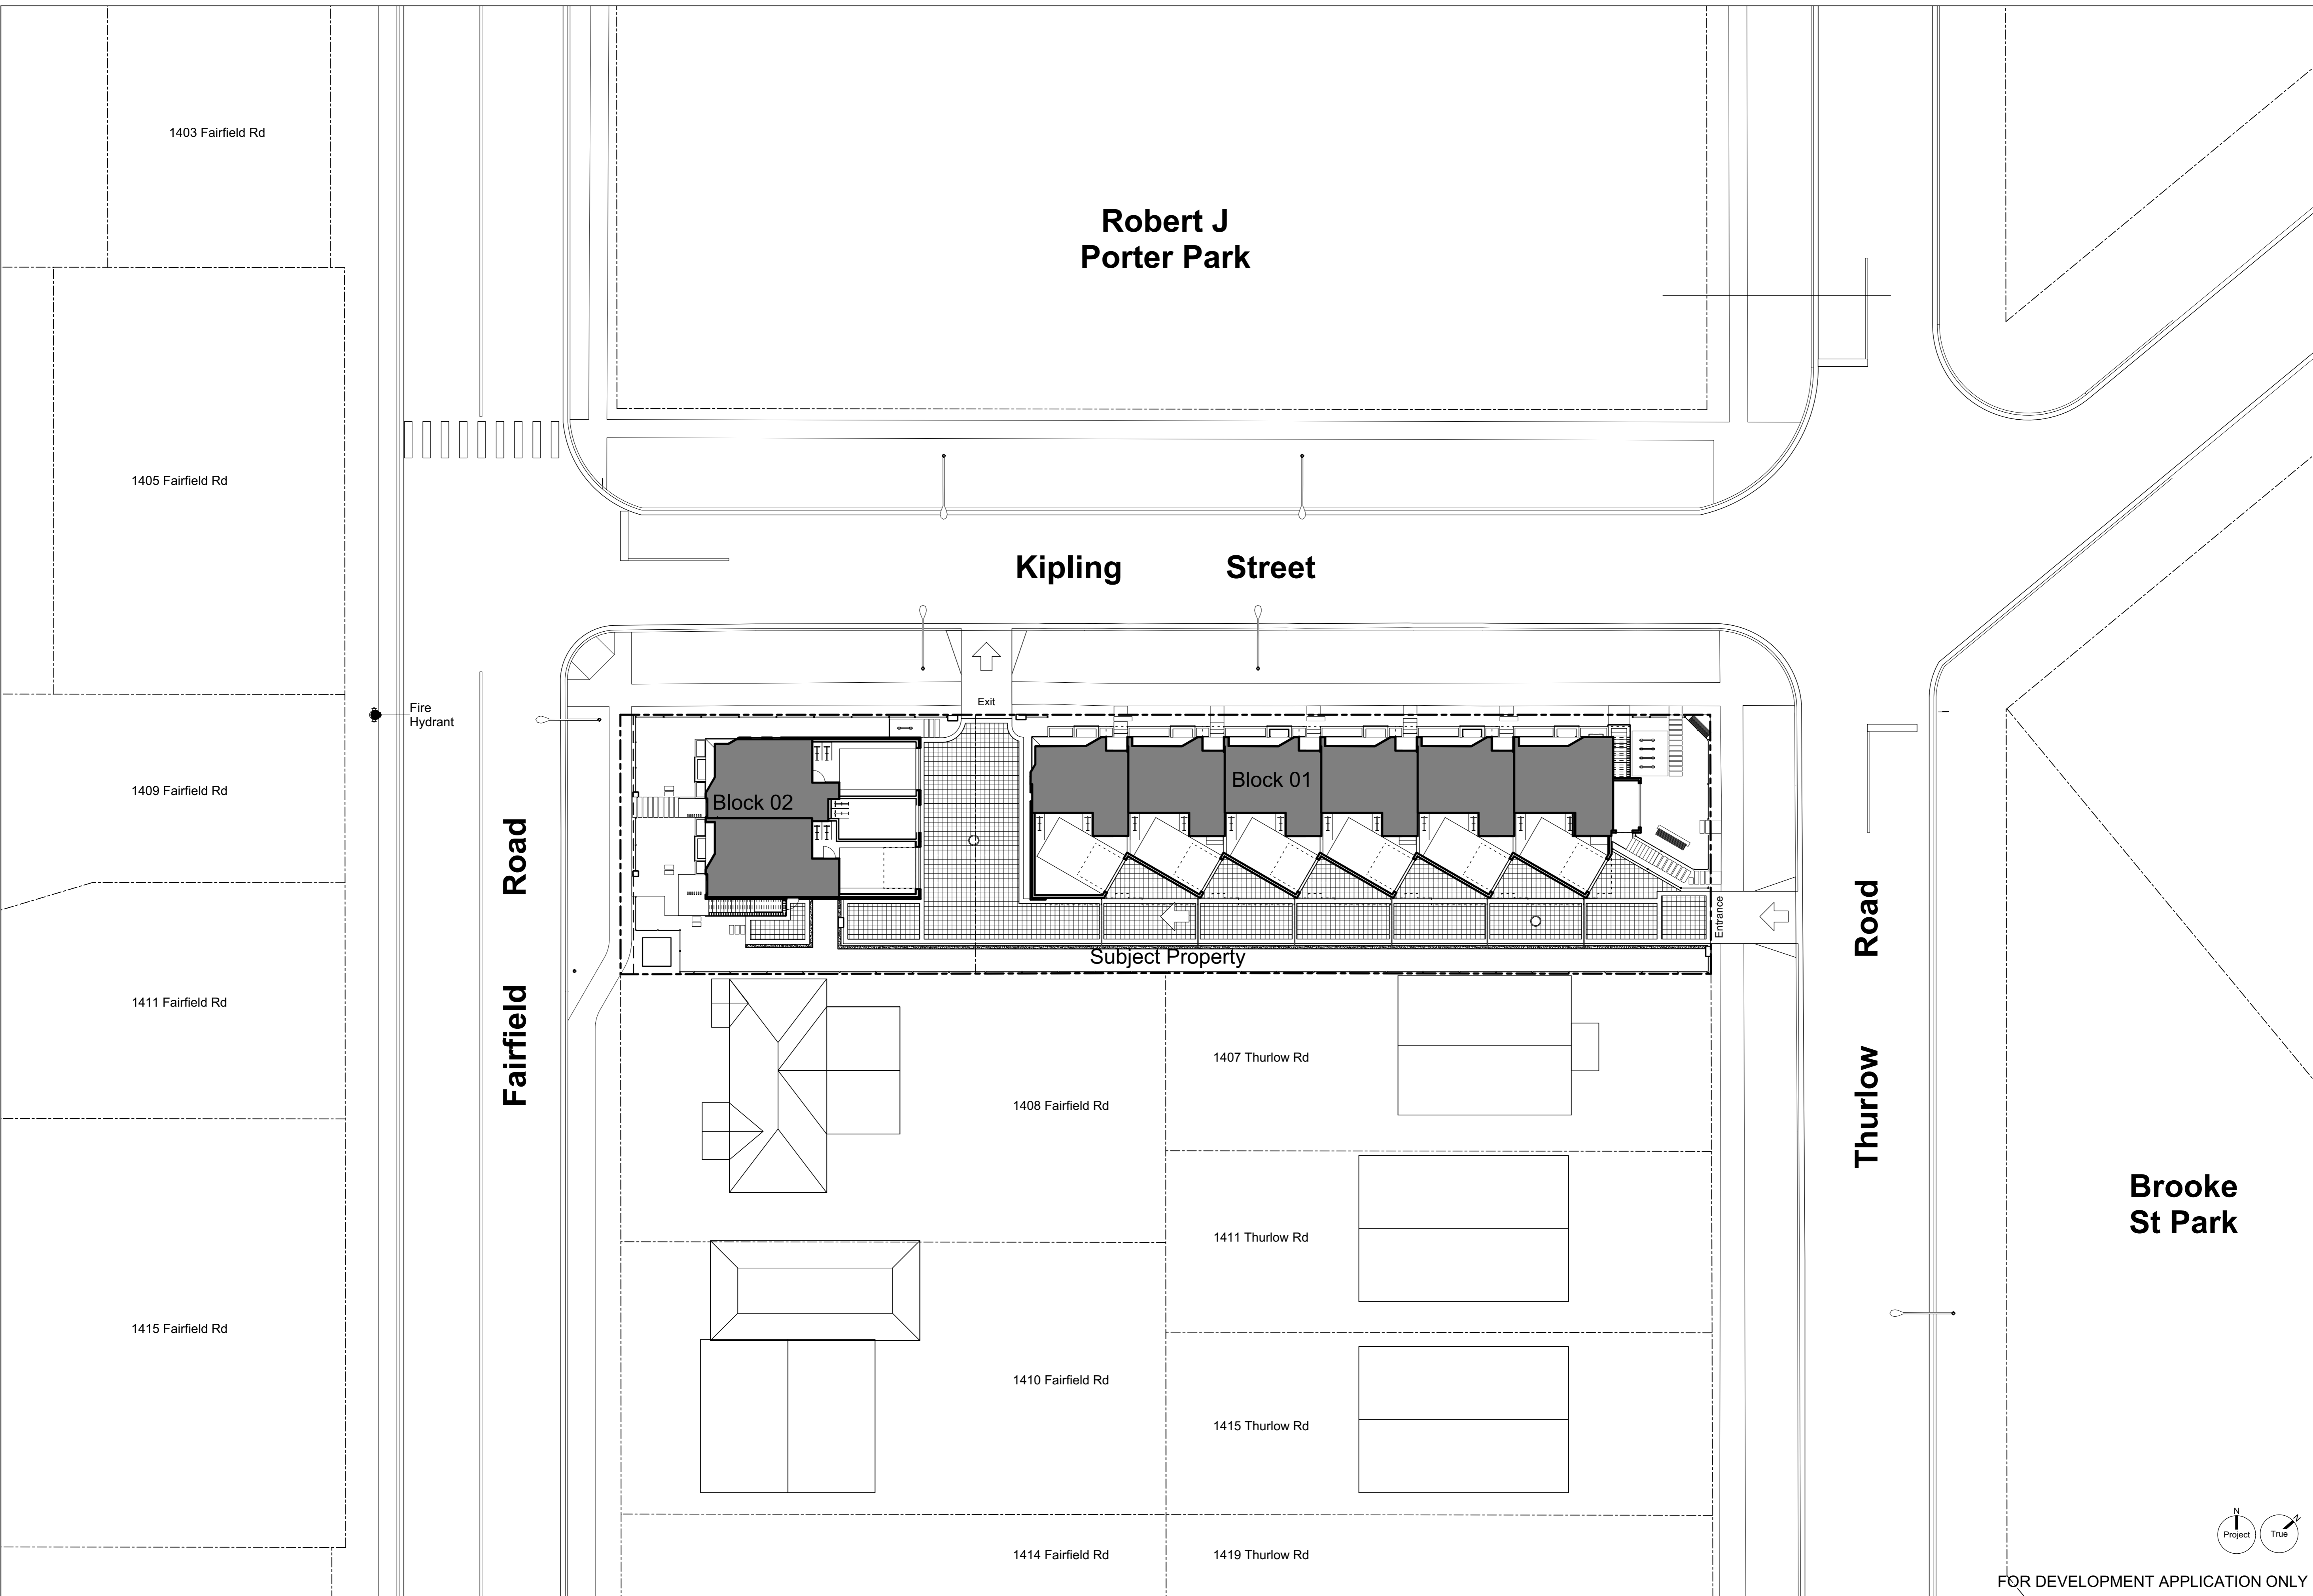 1403 Fairfield Rd
Robert J
Porter Park
1405 Fairfield Rd
Kipling Street
Fire
Hydrant
Exit
1409 Fairfield Rd
Block 02
Block 01
Fairfield Road
Entrance
Thurlow Road
Subject Property
1411 Fairfield Rd
1407 Thurlow Rd
1408 Fairfield Rd
Brooke
St Park
1411 Thurlow Rd
1415 Fairfield Rd
1410 Fairfield Rd
1415 Thurlow Rd
1414 Fairfield Rd
1419 Thurlow Rd
N
Project
N
True
FOR DEVELOPMENT APPLICATION ONLY